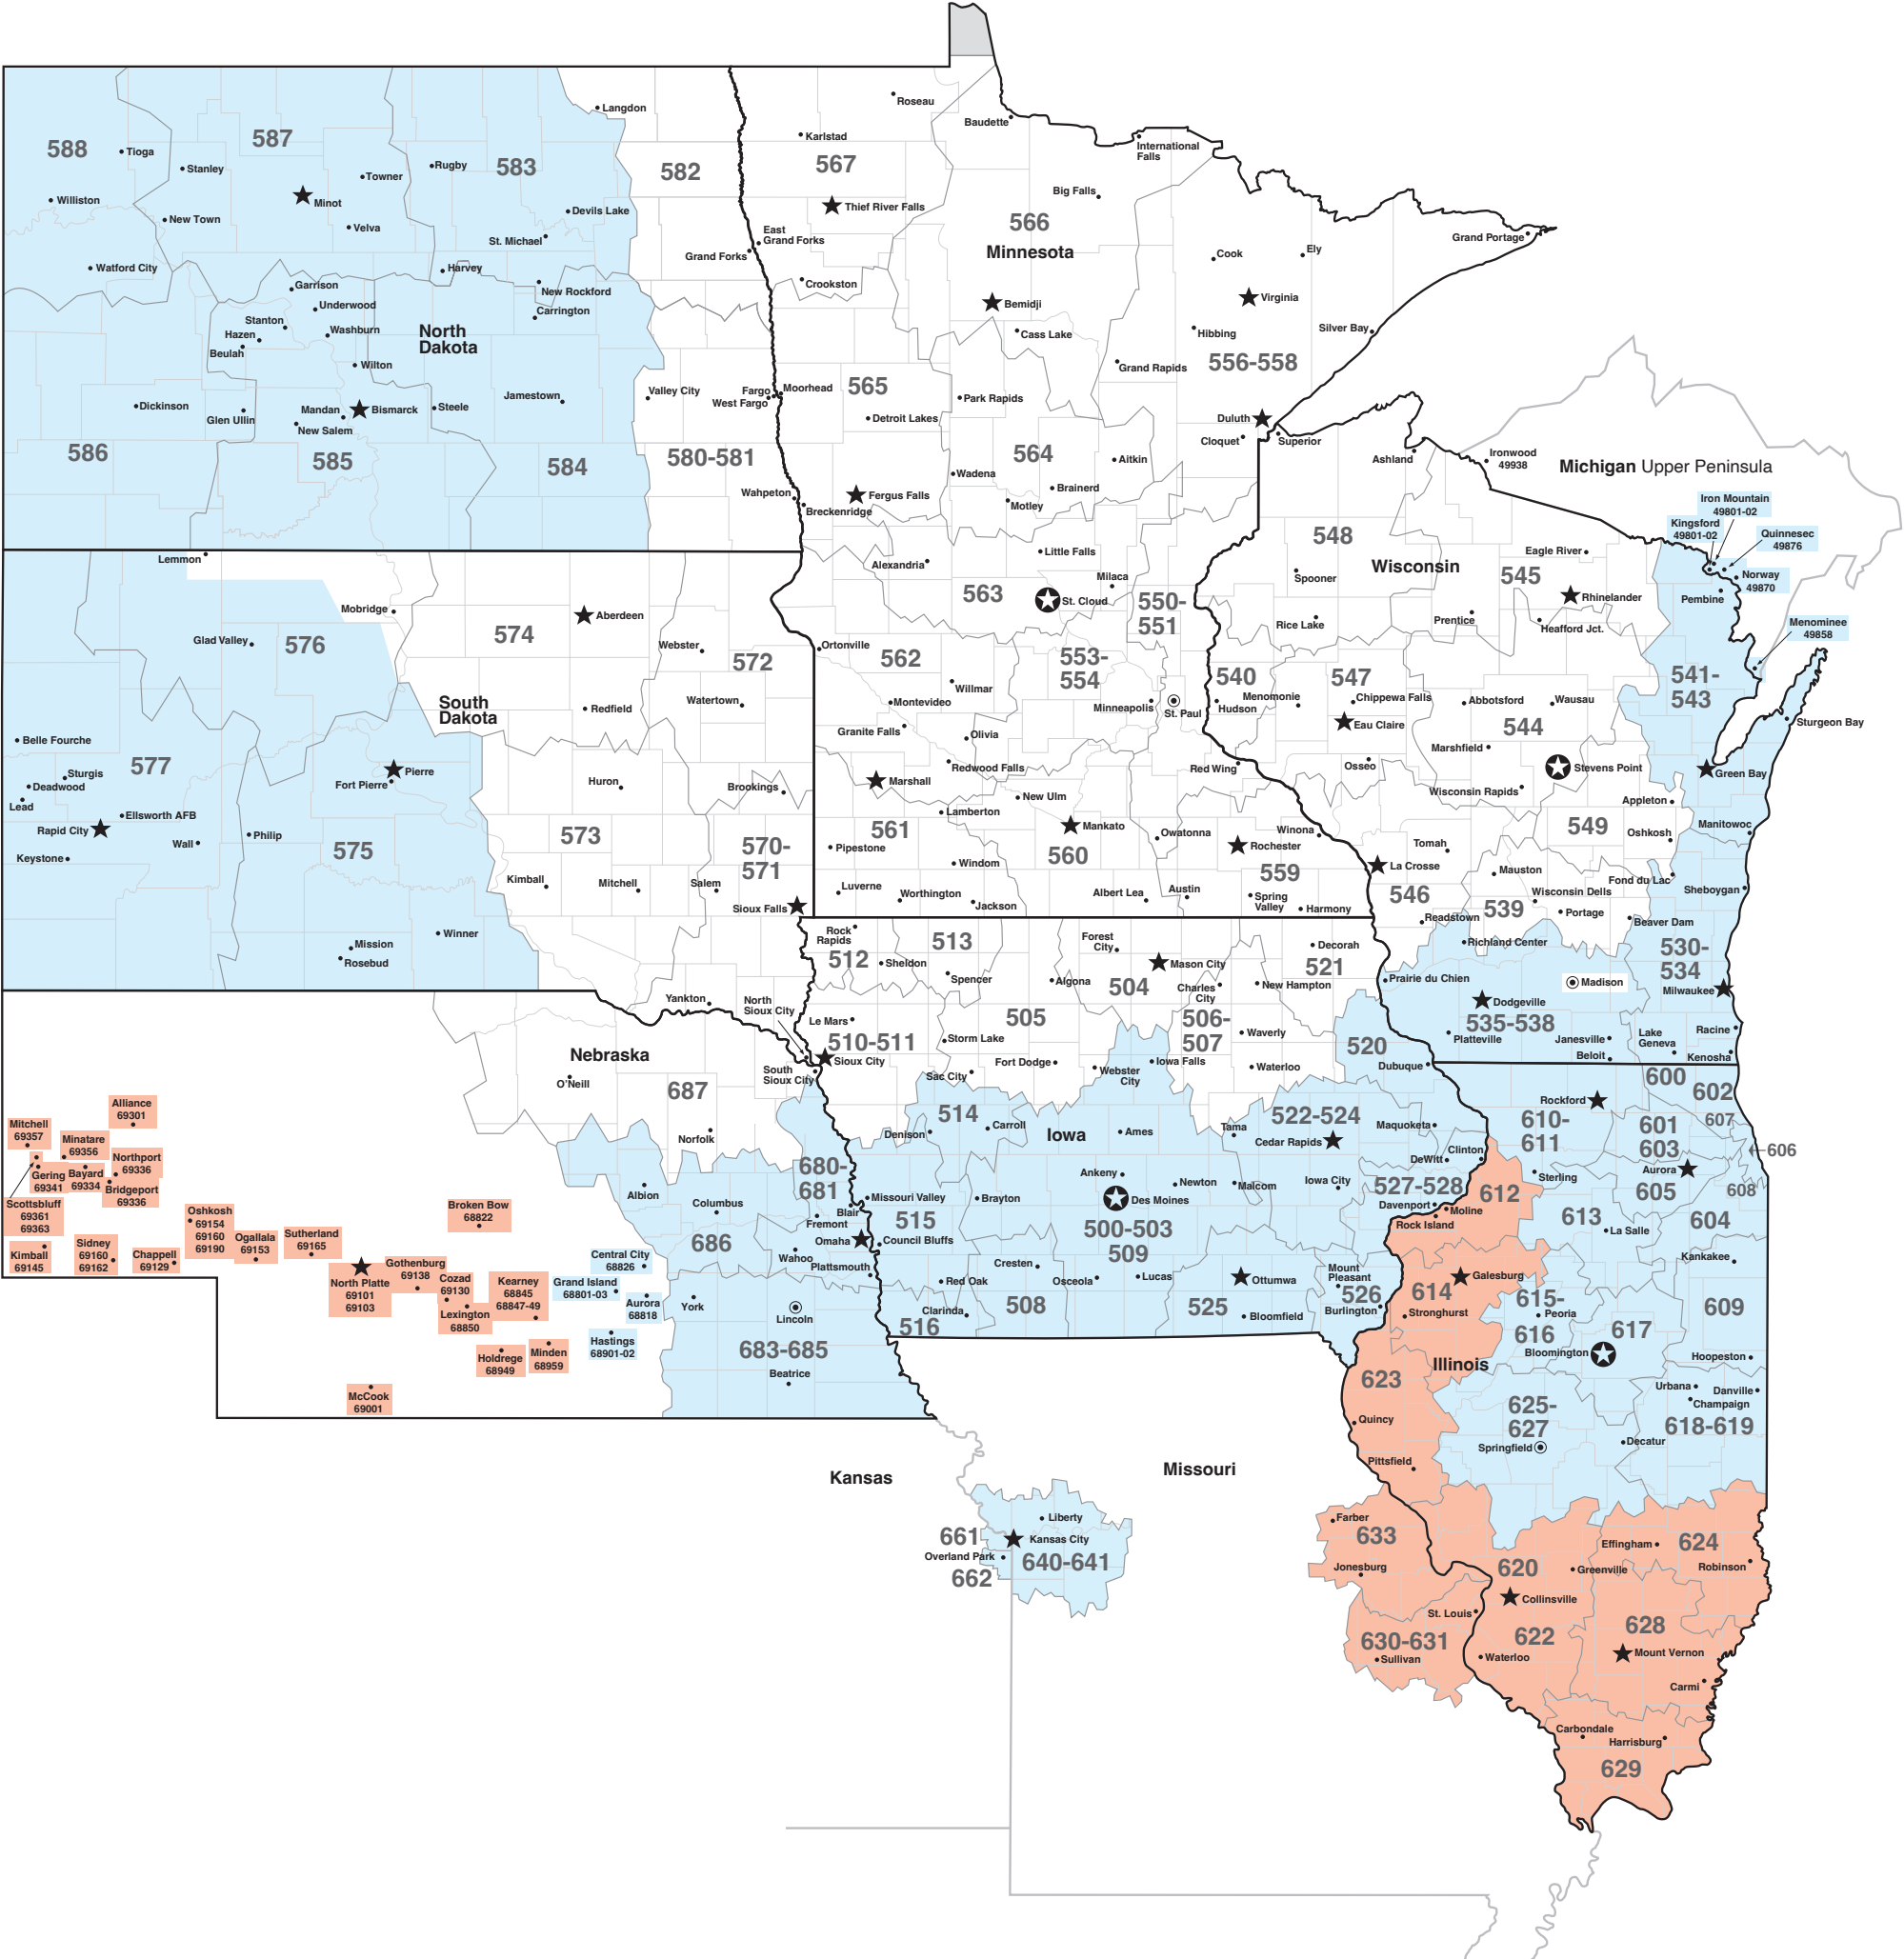 588
Tioga
Williston
Watford City
587
Stanley
Towner
Minot
New Town
Velva
Rugby
583
Devils Lake
St. Michael
Harvey
New Rockford
Carrington
Langdon
582
Grand Forks
Garrison
Underwood
Stanton
Hazen
Washburn
Beulah
Wilton
North
Dakota
Dickinson
Glen Ullin
Mandan
Bismarck
New Salem
Steele
Jamestown
Valley City
Fargo
West Fargo
586
585
584
580-581
Wahpeton
Roseau
Baudette
Karlstad
567
Thief River Falls
East
Grand Forks
Crookston
International
Falls
Big Falls
566
Minnesota
Bemidji
Cass Lake
Cook
Ely
Grand Portage
Virginia
Hibbing
Silver Bay
556-558
Grand Rapids
Moorhead
565
Detroit Lakes
Park Rapids
Duluth
Cloquet
Superior
564
Aitkin
Wadena
Brainerd
Motley
Fergus Falls
Breckenridge
Little Falls
Alexandria
Milaca
563
St. Cloud
550-
551
Ortonville
562
553-
554
Willmar
Montevideo
Minneapolis
St. Paul
Granite Falls
Olivia
Redwood Falls
Red Wing
Marshall
New Ulm
Lamberton
Mankato
Owatonna
Rochester
Winona
561
Pipestone
Windom
560
559
Luverne
Worthington
Jackson
Albert Lea
Austin
Spring
Valley
Harmony
Lemmon
Mobridge
Glad Valley
576
574
Aberdeen
Webster
572
Watertown
South
Dakota
Redfield
Belle Fourche
577
Sturgis
Deadwood
Lead
Pierre
Fort Pierre
Huron
Brookings
Ellsworth AFB
Rapid City
Wall
Philip
Keystone
575
573
570-
571
Kimball
Mitchell
Salem
Sioux Falls
Mission
Rosebud
Winner
Yankton
North
Sioux City
Ashland
Ironwood
49938
Michigan Upper Peninsula
Iron Mountain
49801-02
Kingsford
49801-02
Quinnesec
49876
Norway
49870
Menominee
49858
548
Wisconsin
Spooner
Rice Lake
Eagle River
545
Rhinelander
Prentice
Heafford Jct.
Pembine
541-
543
540
Hudson
Menomonie
547
Chippewa Falls
Eau Claire
Abbotsford
Wausau
544
Sturgeon Bay
Marshfield
Stevens Point
Green Bay
Osseo
Wisconsin Rapids
Appleton
549
Oshkosh
Manitowoc
Tomah
La Crosse
Mauston
Fond du Lac
Sheboygan
546
Wisconsin Dells
539
Portage
Readstown
Beaver Dam
Richland Center
530-
534
Prairie du Chien
Madison
Milwaukee
Dodgeville
535-538
Platteville
Janesville
Beloit
Lake
Geneva
Racine
Kenosha
Rock
Rapids
512
Sheldon
513
Spencer
Forest
City
Mason City
Decorah
521
Algona
504
Charles
City
New Hampton
Le Mars
505
506-
507
510-511
Storm Lake
Waverly
Sioux City
Fort Dodge
Iowa Falls
Waterloo
520
Dubuque
Sac City
Webster
City
514
Denison
Carroll
Iowa
Ames
Tama
522-524
Cedar Rapids
Maquoketa
Clinton
DeWitt
Ankeny
Newton
Malcom
Iowa City
527-528
Davenport
Des Moines
Missouri Valley
Brayton
515
500-503
509
Council Bluffs
Creston
Red Oak
Osceola
Lucas
Ottumwa
Mount
Pleasant
526
Burlington
Clarinda
508
525
Bloomfield
516
Nebraska
O'Neill
687
South
Sioux City
Norfolk
680-
681
Albion
Columbus
Blair
Fremont
686
Omaha
Wahoo
Plattsmouth
York
Lincoln
683-685
Beatrice
Alliance
69301
Mitchell
69357
Minatare
69356
Northport
69336
Gering
69341
Bayard
69334
Bridgeport
69336
Scottsbluff
69361
69363
Kimball
69145
Sidney
69160
69162
Chappell
69129
Oshkosh
69154
69160
69190
Ogallala
69153
Sutherland
69165
North Platte
69101
69103
Gothenburg
69138
Cozad
69130
Lexington
68850
Broken Bow
68822
Kearney
68845
68847-49
Holdrege
68949
Minden
68959
McCook
69001
Central City
68826
Grand Island
68801-03
Aurora
68818
Hastings
68901-02
600
602
Rockford
610-
611
601
603
607
606
Aurora
605
608
Sterling
612
Moline
Rock Island
613
La Salle
604
Kankakee
Galesburg
614
Stronghurst
615-
616
Peoria
617
609
Bloomington
Hoopeston
Illinois
623
Urbana
Danville
Champaign
625-
627
618-619
Quincy
Springfield
Decatur
Pittsfield
Kansas
Missouri
Liberty
661
Kansas City
Overland Park
640-641
662
Farber
633
Jonesburg
St. Louis
630-631
Sullivan
Effingham
624
620
Greenville
Robinson
Collinsville
628
622
Mount Vernon
Waterloo
Carmi
Carbondale
Harrisburg
629